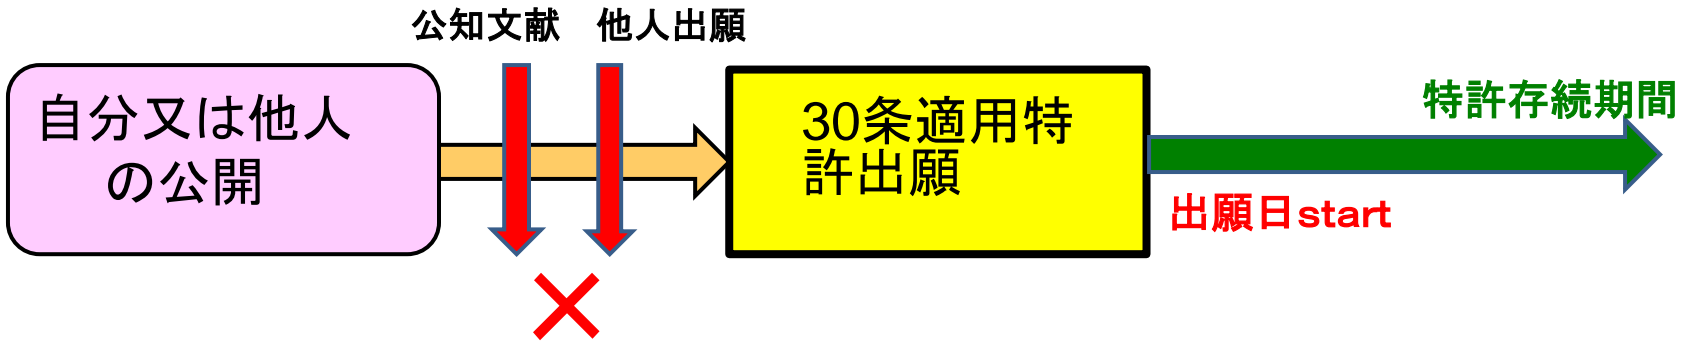 公知文献 他人出願
自分又は他人
の公開
30条適用特
許出願
特許存続期間
出願日start